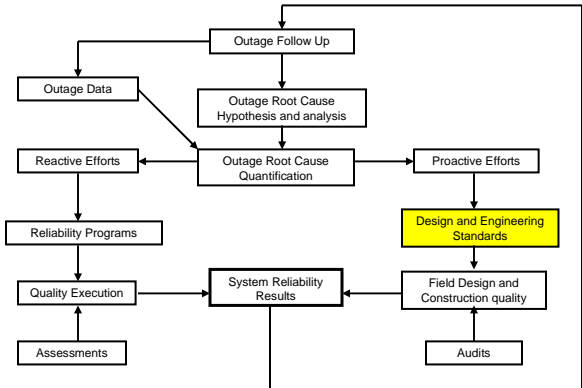 Outage Follow Up
Outage Data
Outage Root Cause
Hypothesis and analysis
Reactive Efforts
Outage Root Cause
Quantification
Proactive Efforts
Reliability Programs
Design and Engineering
Standards
Quality Execution
System Reliability
Results
Field Design and
Construction quality
Assessments
Audits